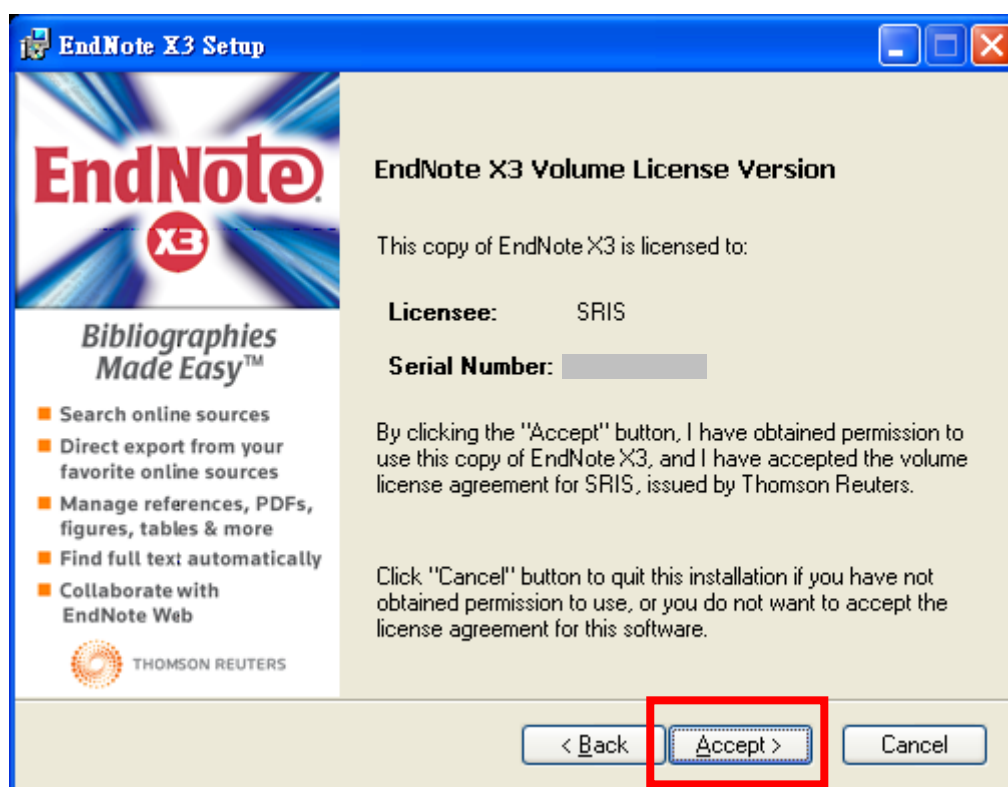 EndNote X3 Setup
EndNote
X3
Bibliographies
Made Easy™
Search online sources
Direct export from your
favorite online sources
Manage references, PDFs,
figures, tables & more
Find full text automatically
Collaborate with
EndNote Web
THOMSON REUTERS
EndNote X3 Volume License Version
This copy of EndNote X3 is licensed to:
Licensee: SRIS
Serial Number:
By clicking the "Accept" button, I have obtained permission to
use this copy of EndNote X3, and I have accepted the volume
license agreement for SRIS, issued by Thomson Reuters.
Click "Cancel" button to quit this installation if you have not
obtained permission to use, or you do not want to accept the
license agreement for this software.
< Back Accept > Cancel